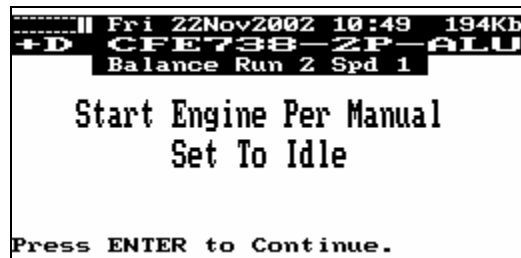 Fri 22Nov2002 10:49 194Kb
+D CFE738-2P-ALU
Balance Run 2 Spd 1
Start Engine Per Manual
Set To Idle
Press ENTER to Continue.